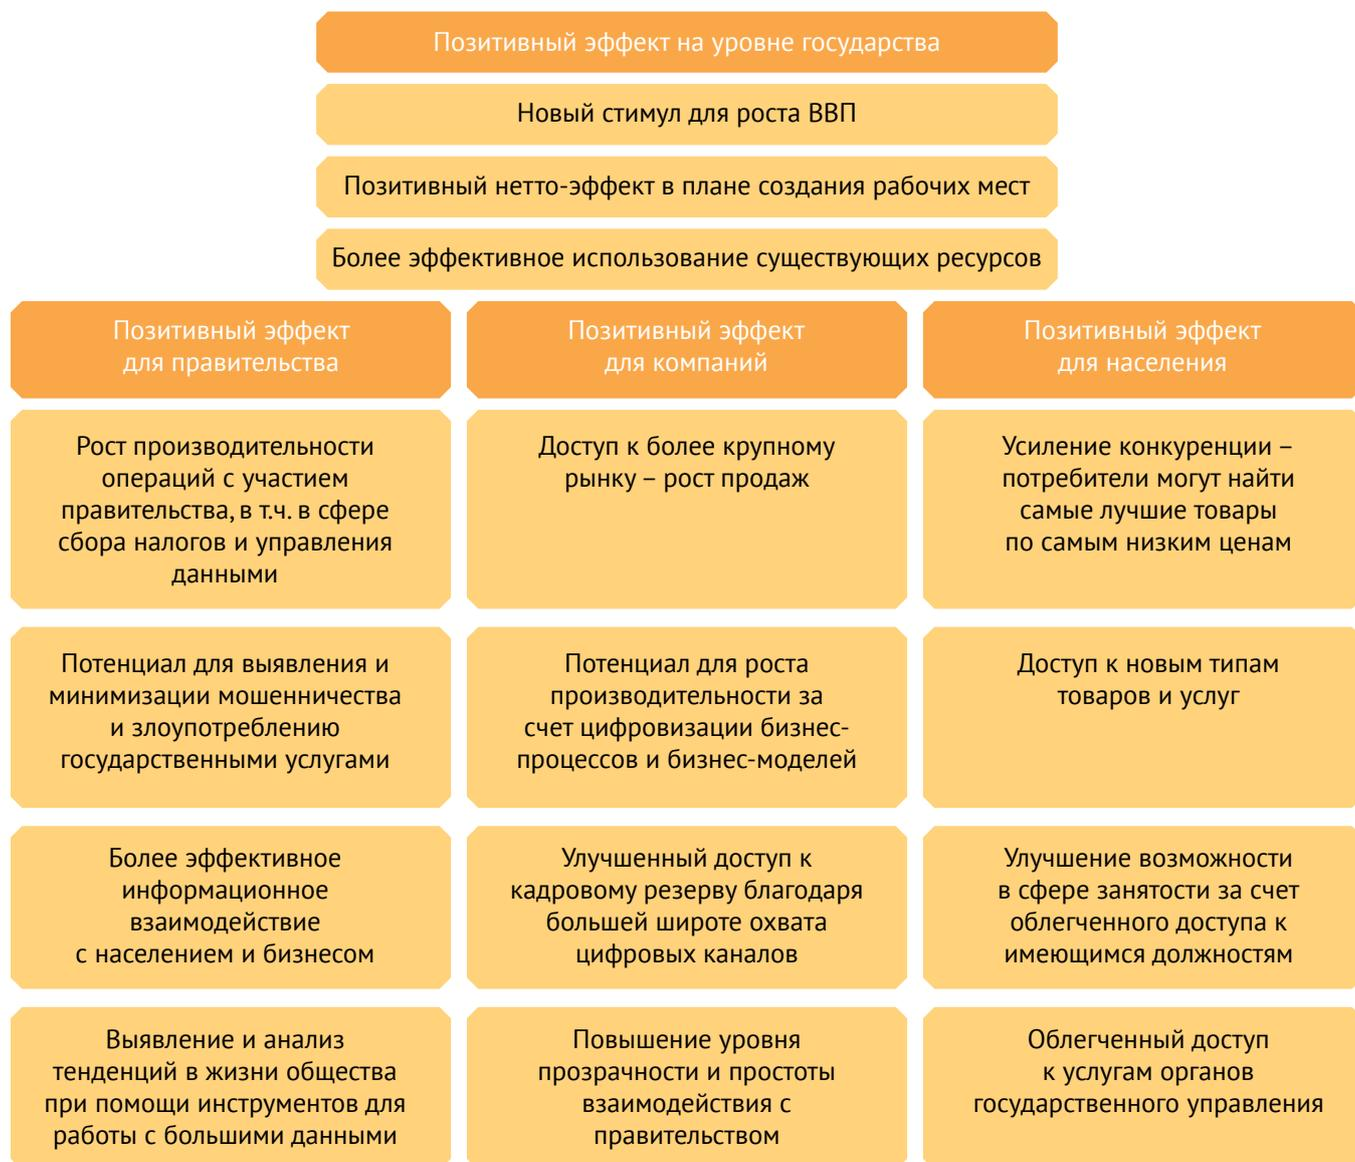 Позитивный эффект на уровне государства
Новый стимул для роста ВВП
Позитивный нетто-эффект в плане создания рабочих мест
Более эффективное использование существующих ресурсов
Позитивный эффект
для правительства
Рост производительности
операций с участием
правительства, в т.ч. в сфере
сбора налогов и управления
данными
Потенциал для выявления и
минимизации мошенничества
и злоупотреблению
государственными услугами
Более эффективное
информационное
взаимодействие
с населением и бизнесом
Выявление и анализ
тенденций в жизни общества
при помощи инструментов для
работы с большими данными
Позитивный эффект
для компаний
Доступ к более крупному
рынку – рост продаж
Потенциал для роста
производительности за
счет цифровизации бизнес-
процессов и бизнес-моделей
Улучшенный доступ к
кадровому резерву благодаря
большей широте охвата
цифровых каналов
Повышение уровня
прозрачности и простоты
взаимодействия с
правительством
Позитивный эффект
для населения
Усиление конкуренции –
потребители могут найти
самые лучшие товары
по самым низким ценам
Доступ к новым типам
товаров и услуг
Улучшение возможности
в сфере занятости за счет
облегченного доступа к
имеющимся должностям
Облегченный доступ
к услугам органов
государственного управления